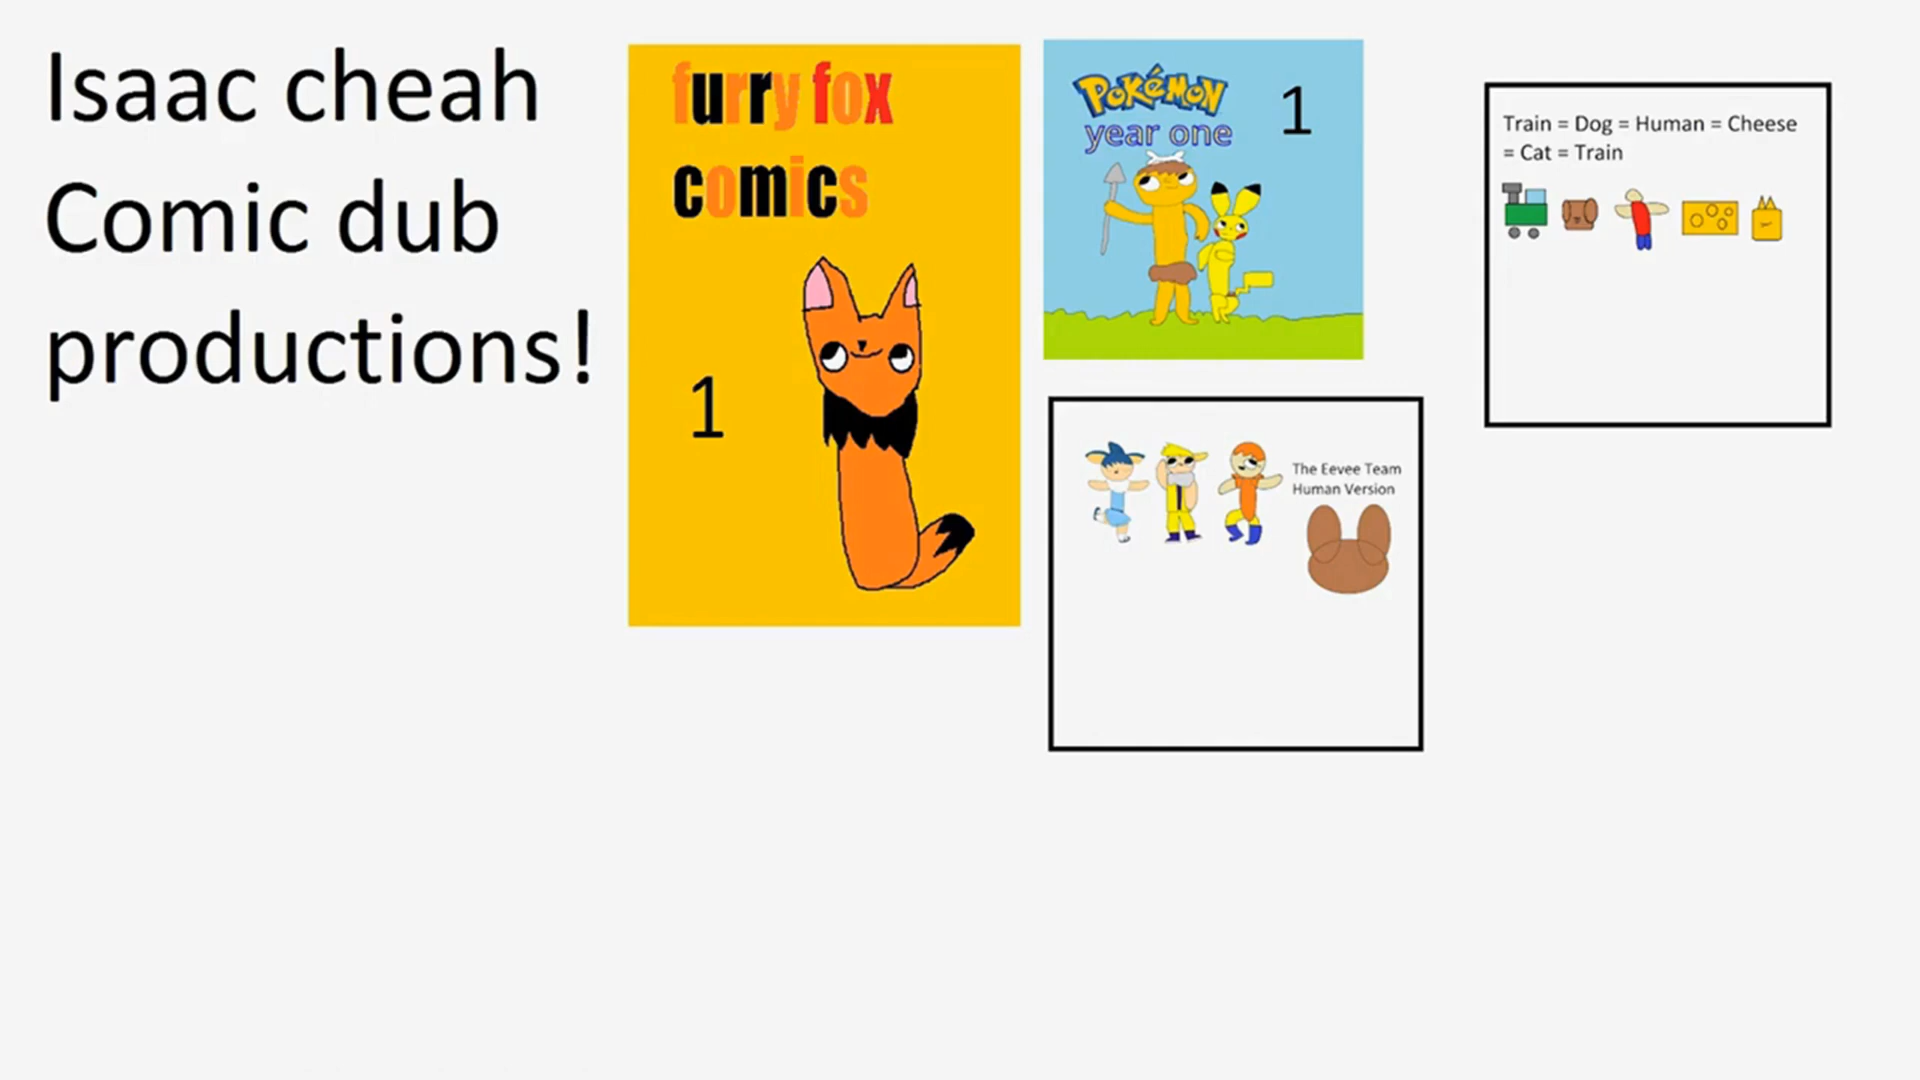 Isaac cheah
Comic dub
productions!
furry fox
comics
1
POKéMON
year one
1
Train = Dog = Human = Cheese
= Cat = Train
The Eevee Team
Human Version